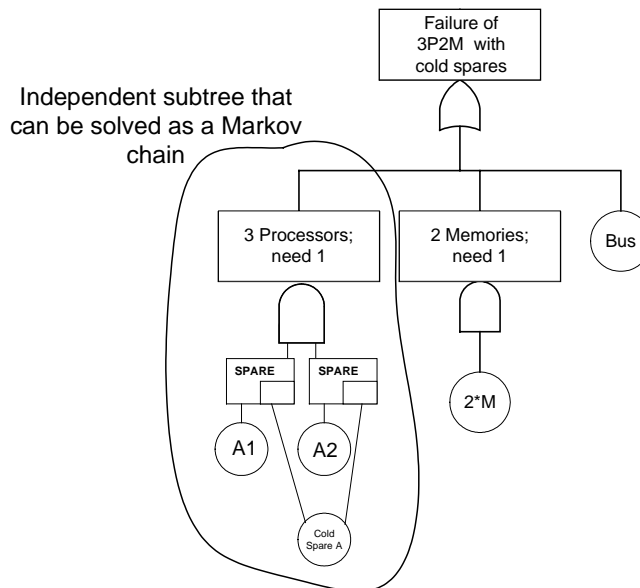 Failure of
3P2M with
cold spares
Independent subtree that
can be solved as a Markov
chain
3 Processors;
need 1
2 Memories;
need 1
Bus
SPARE
SPARE
2*M
A1
A2
Cold
Spare A